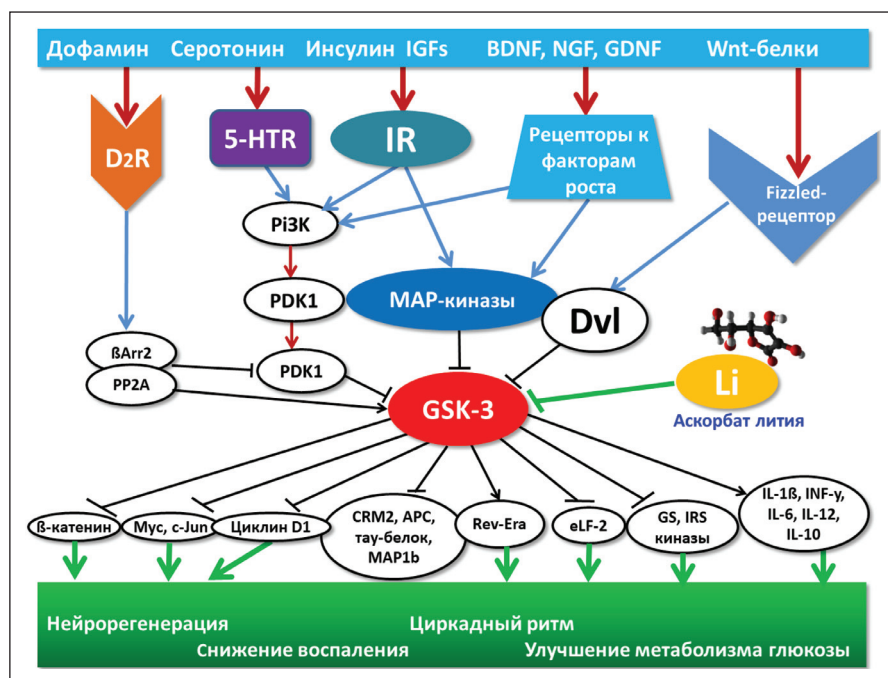 Дофамин Серотонин Инсулин IGFs BDNF, NGF, GDNF Wnt-белки
D2R
5-HTR
IR
Рецепторы к
факторам
роста
Fizzled-
рецептор
Pi3K
PDK1
MAP-киназы
Dvl
ßArr2
PP2A
PDK1
GSK-3
Li
Аскорбат лития
ß-катенин
Myc, c-Jun
Циклин D1
CRM2, APC,
тау-белок,
MAP1b
Rev-Era
eLF-2
GS, IRS
киназы
IL-1ß, INF-γ,
IL-6, IL-12,
IL-10
Нейрорегенерация
Циркадный ритм
Снижение воспаления
Улучшение метаболизма глюкозы